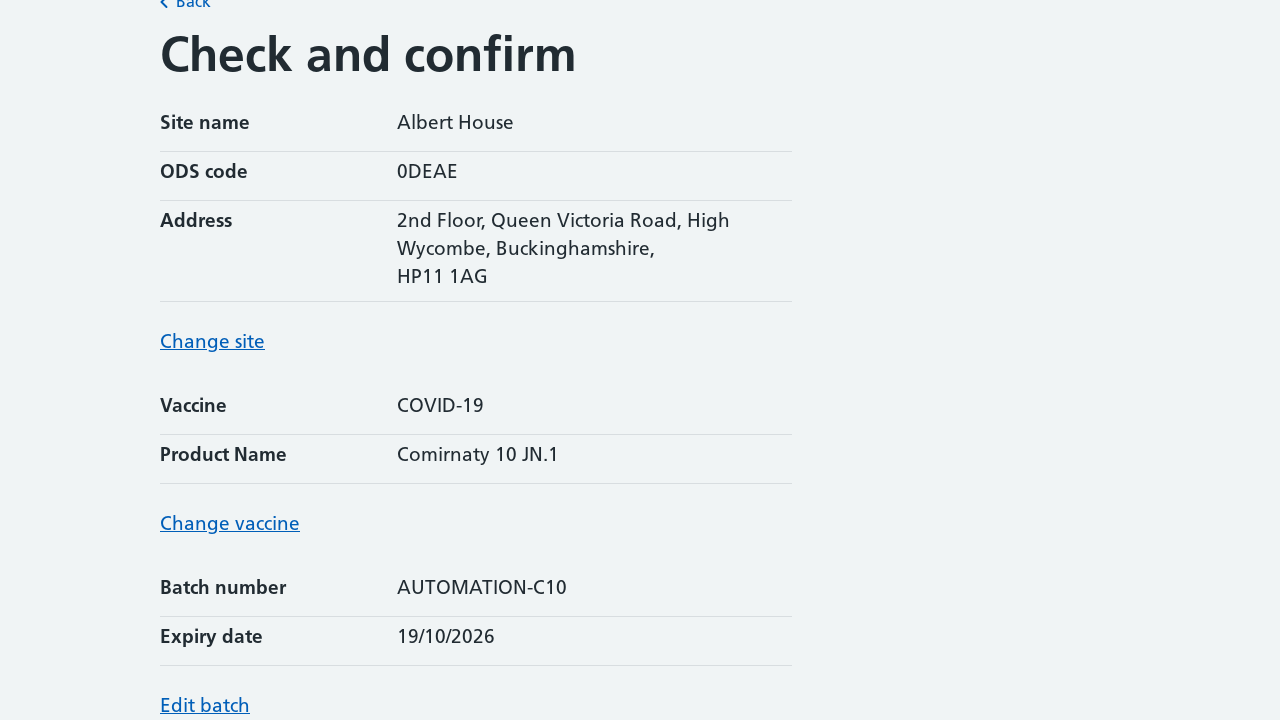 Back
Check and confirm
Site name Albert House
ODS code 0DEAE
Address 2nd Floor, Queen Victoria Road, High
Wycombe, Buckinghamshire,
HP11 1AG
Change site
Vaccine COVID-19
Product Name Comirnaty 10 JN.1
Change vaccine
Batch number AUTOMATION-C10
Expiry date 19/10/2026
Edit batch